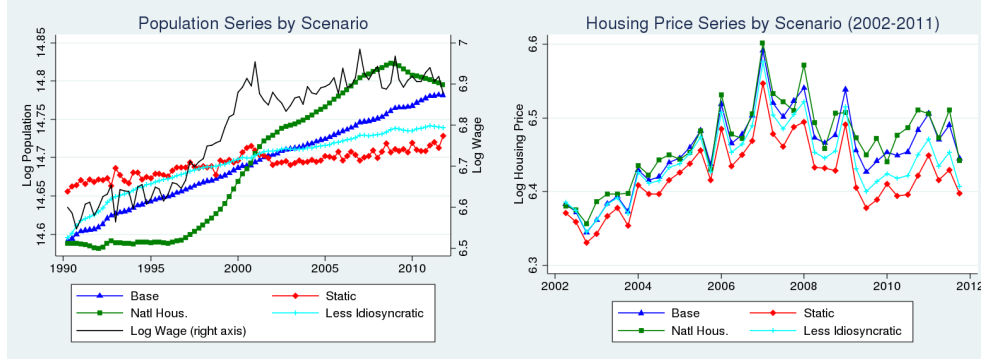 Population Series by Scenario
14.85
14.8
14.75
14.7
14.65
14.6
Log Population
7
6.9
6.8
6.7
6.6
6.5
Log Wage
1990
1995
2000
2005
2010
Base
Static
Natl Hous.
Less Idiosyncratic
Log Wage (right axis)
Housing Price Series by Scenario (2002-2011)
6.6
6.5
6.4
6.3
Log Housing Price
2002
2004
2006
2008
2010
2012
Base
Static
Natl Hous.
Less Idiosyncratic